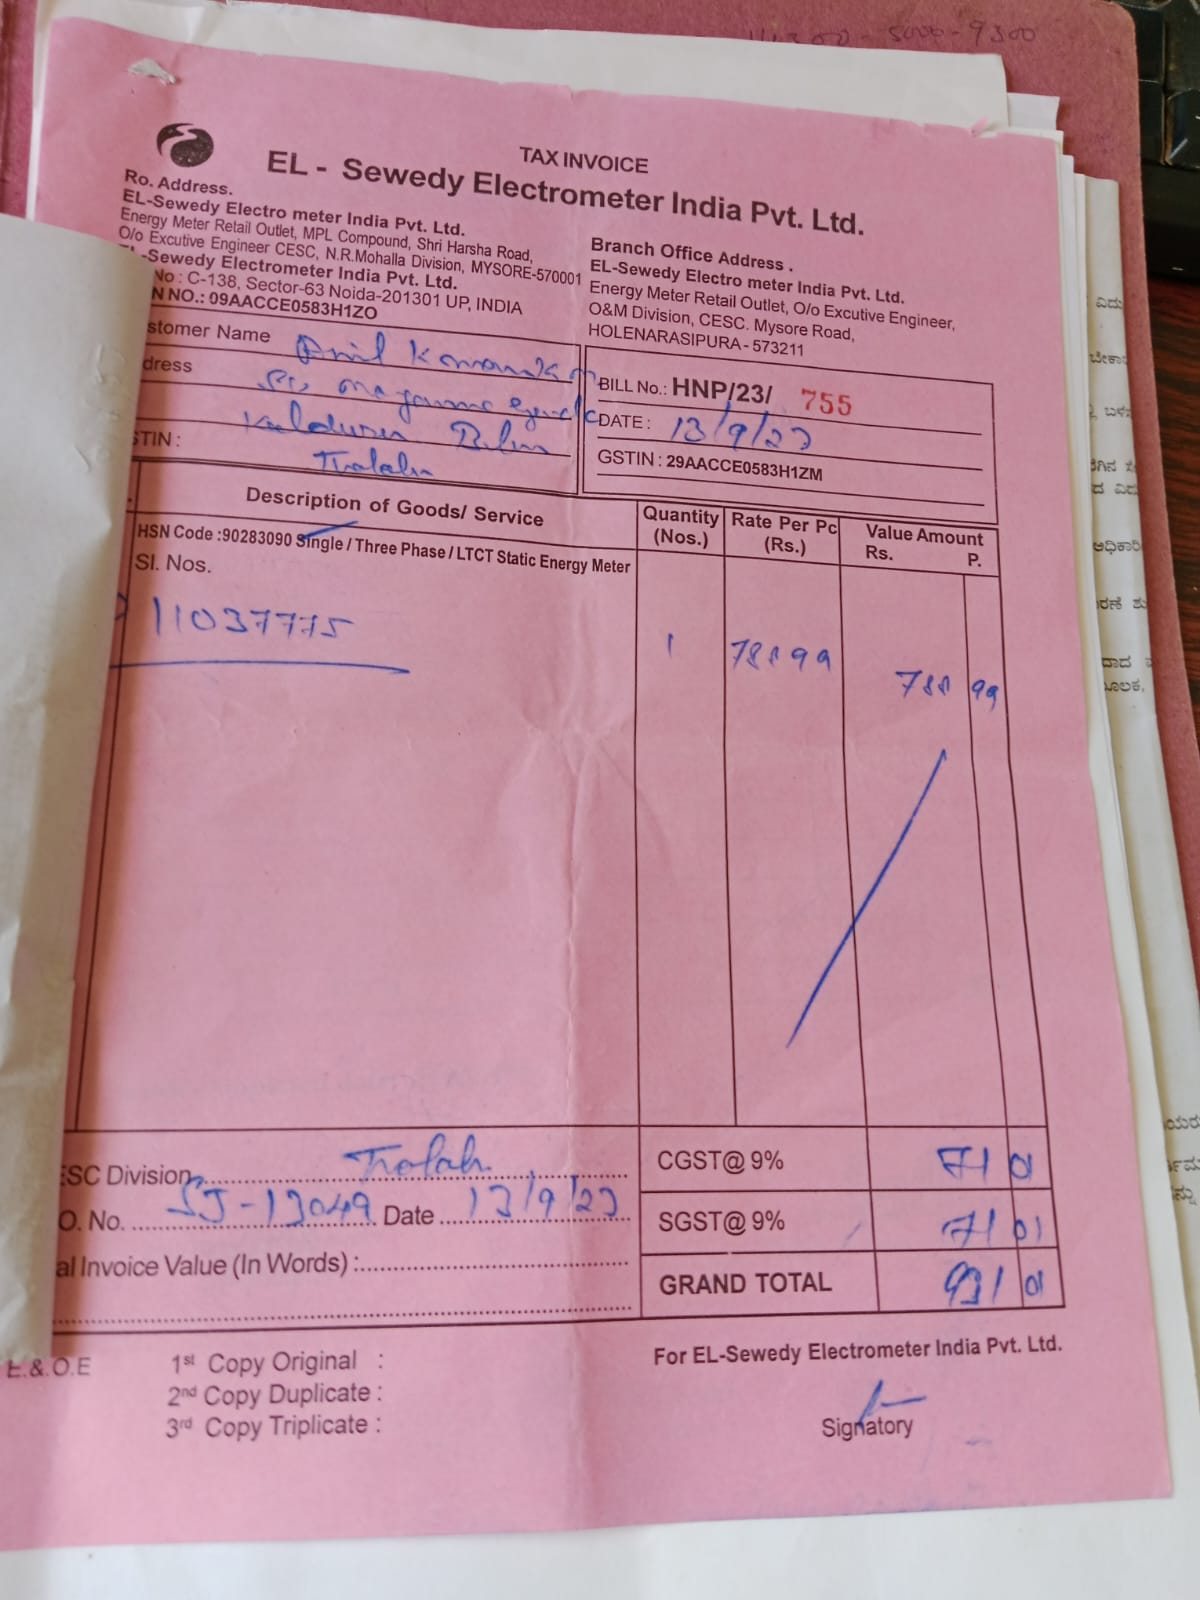 TAX INVOICE
EL - Sewedy Electrometer India Pvt. Ltd.
Ro. Address.
EL-Sewedy Electro meter India Pvt. Ltd.
Energy Meter Retail Outlet, MPL Compound, Shri Harsha Road,
O/o Excutive Engineer CESC, N.R.Mohalla Division, MYSORE-570001
-Sewedy Electrometer India Pvt. Ltd.
No : C-138, Sector-63 Noida-201301 UP, INDIA
N NO.: 09AACCE0583H1ZO
Branch Office Address .
EL-Sewedy Electro meter India Pvt. Ltd.
Energy Meter Retail Outlet, O/o Excutive Engineer,
O&M Division, CESC. Mysore Road,
HOLENARASIPURA - 573211
stomer Name Anil Kumar
dress
STIN :
BILL No.: HNP/23/ 755
DATE : 13/9/23
GSTIN : 29AACCE0583H1ZM
Description of Goods/ Service
Quantity (Nos.)
Rate Per Pc (Rs.)
Value Amount
Rs. P.
HSN Code :90283090 Single / Three Phase / LTCT Static Energy Meter
Sl. Nos.
11037775 1 788 99 788 99
ESC Division
CGST@ 9% 71 01
O. No. SJ-13049 Date 13/9/23
SGST@ 9% 71 01
al Invoice Value (In Words) :
GRAND TOTAL 931 01
E.&.O.E
1st Copy Original :
2nd Copy Duplicate :
3rd Copy Triplicate :
For EL-Sewedy Electrometer India Pvt. Ltd.
Signatory